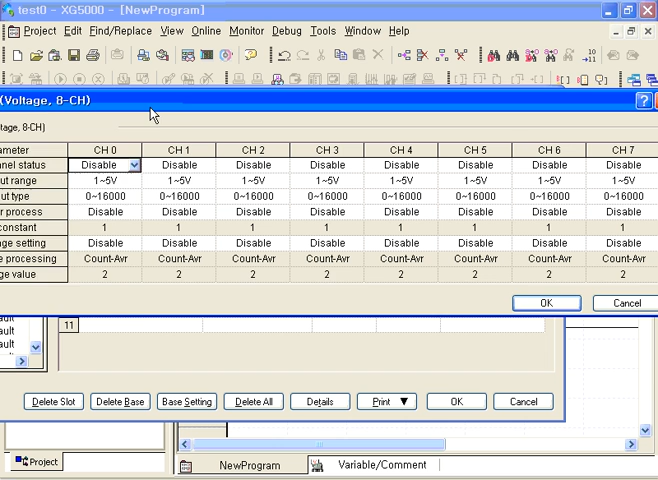 test0 - XG5000 - [NewProgram]
Project Edit Find/Replace View Online Monitor Debug Tools Window Help
(Voltage, 8-CH)
tage, 8-CH)
ameter CH 0 CH 1 CH 2 CH 3 CH 4 CH 5 CH 6 CH 7
nel status Disable Disable Disable Disable Disable Disable Disable Disable
ut range 1~5V 1~5V 1~5V 1~5V 1~5V 1~5V 1~5V 1~5V
ut type 0~16000 0~16000 0~16000 0~16000 0~16000 0~16000 0~16000 0~16000
r process Disable Disable Disable Disable Disable Disable Disable Disable
constant 1 1 1 1 1 1 1 1
ge setting Disable Disable Disable Disable Disable Disable Disable Disable
e processing Count-Avr Count-Avr Count-Avr Count-Avr Count-Avr Count-Avr Count-Avr Count-Avr
ge value 2 2 2 2 2 2 2 2
OK Cancel
ault
11
ault
ault
Delete Slot Delete Base Base Setting Delete All Details Print OK Cancel
Project
NewProgram Variable/Comment